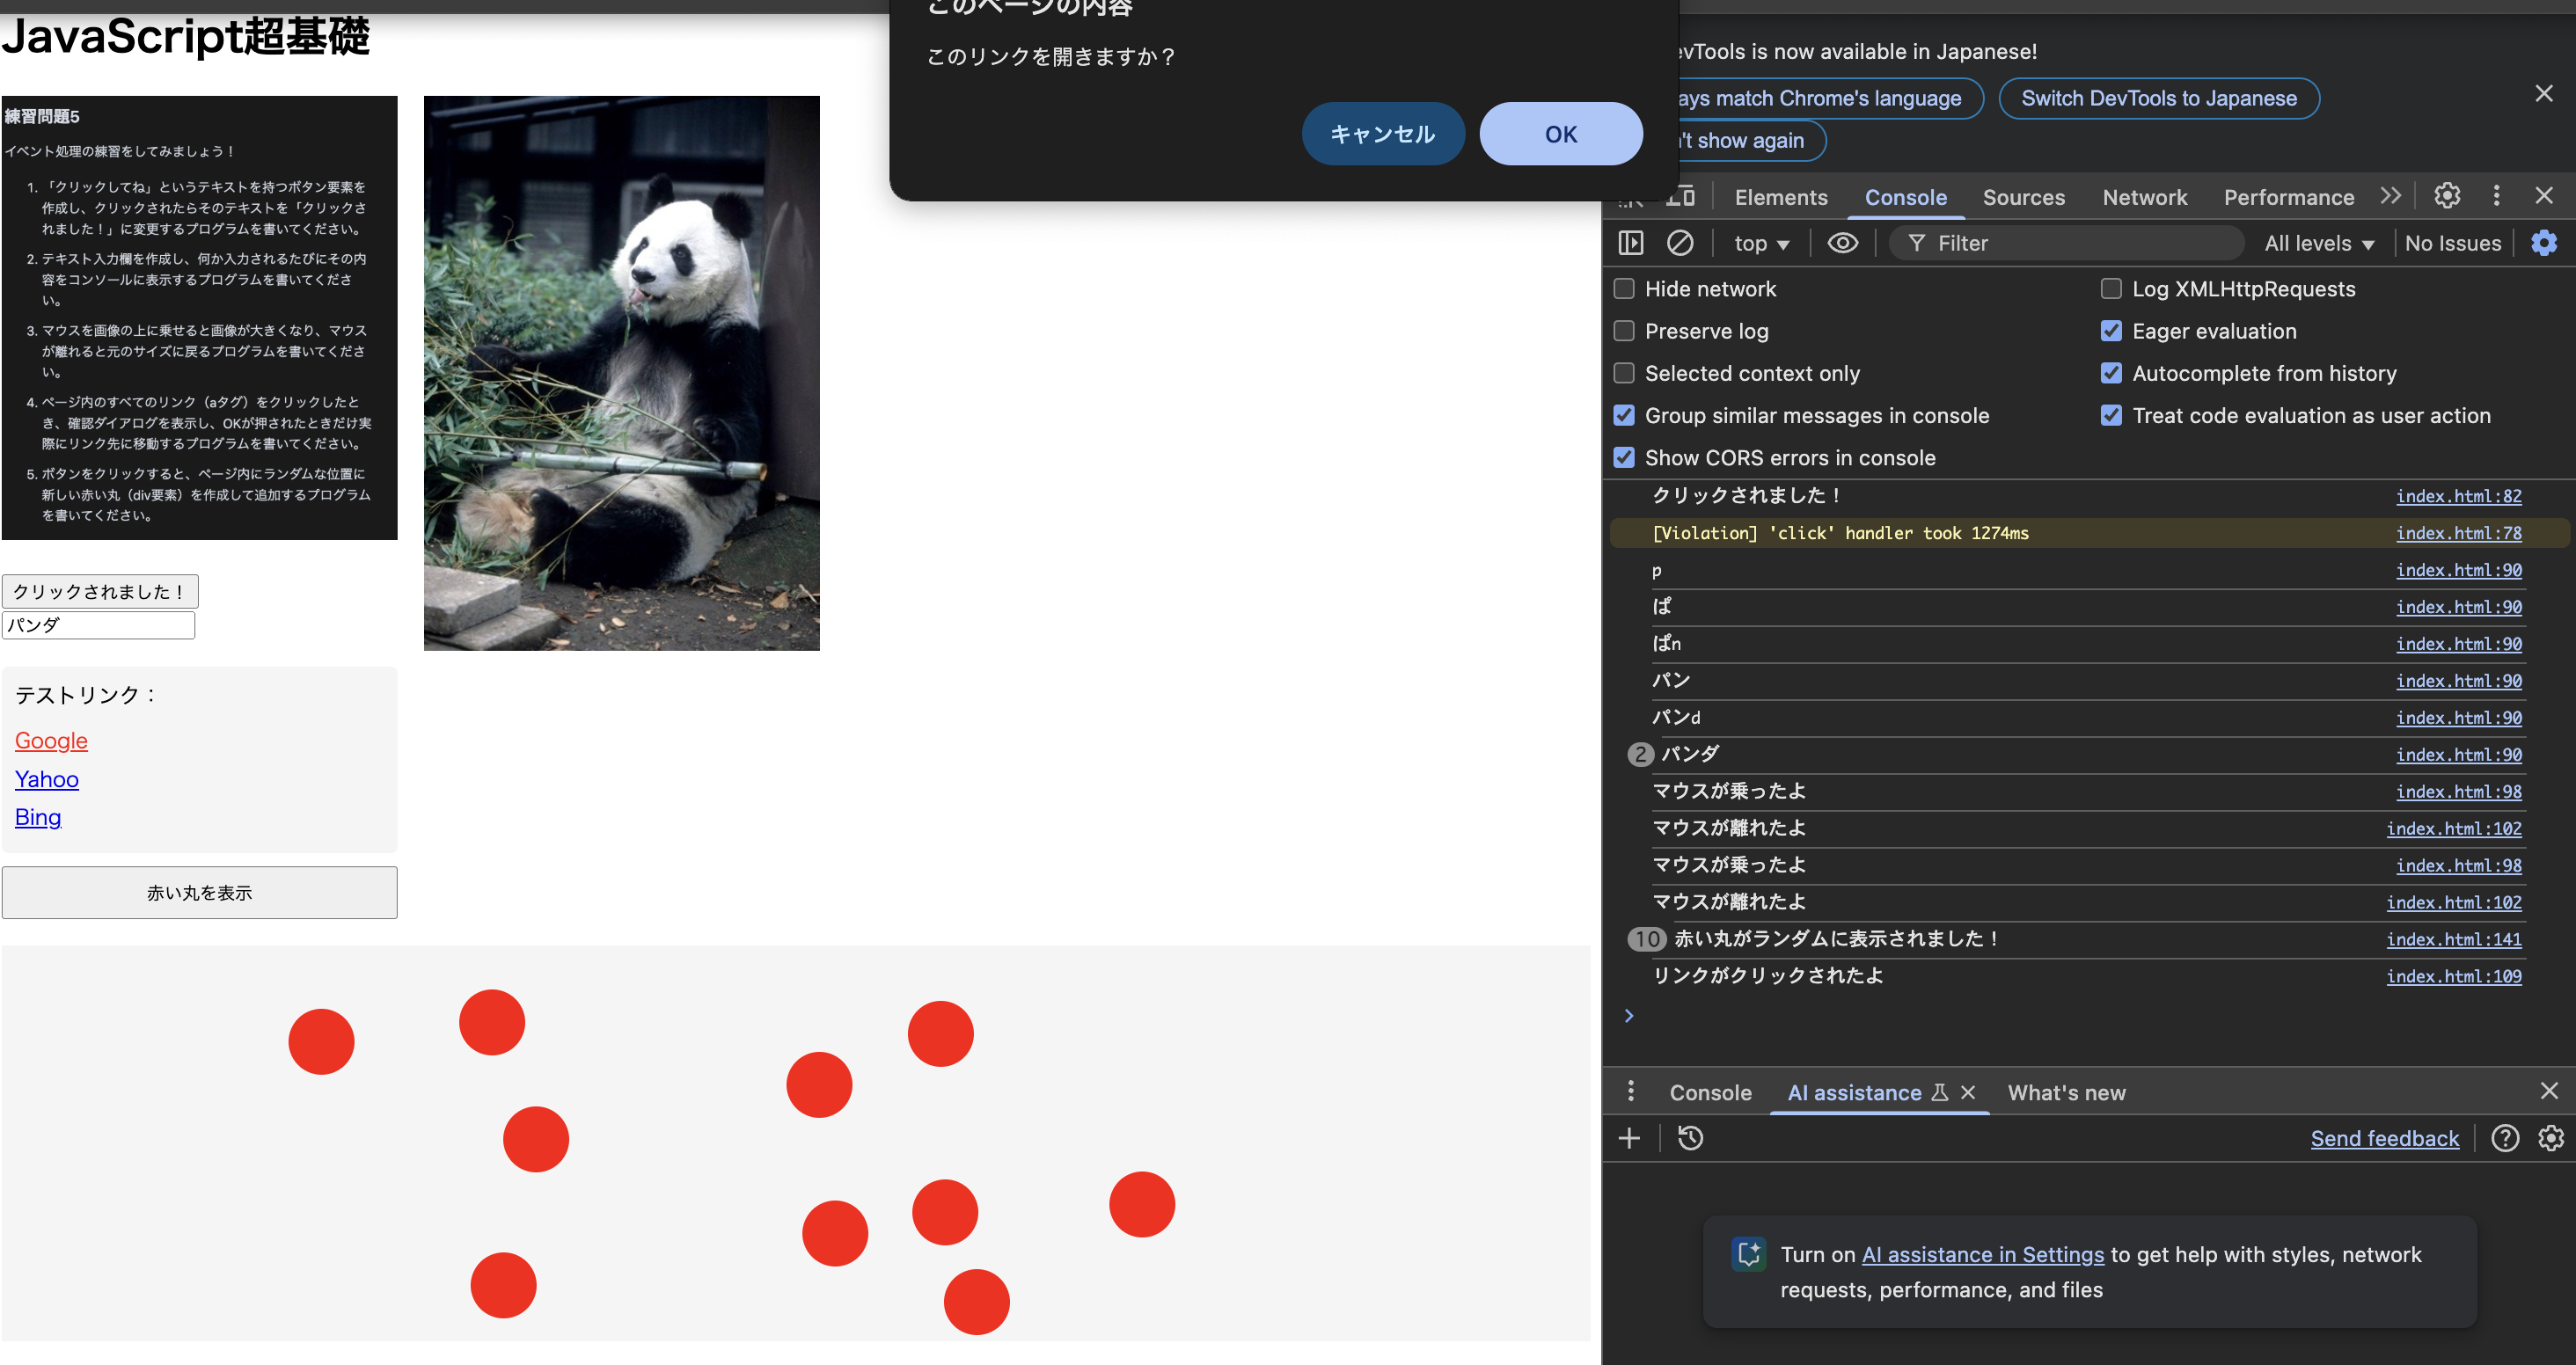 JavaScript超基礎
練習問題5
イベント処理の練習をしてみましょう！
1. 「クリックしてね」というテキストを持つボタン要素を
作成し、クリックされたらそのテキストを「クリックさ
れました！」に変更するプログラムを書いてください。
2. テキスト入力欄を作成し、何か入力されるたびにその内
容をコンソールに表示するプログラムを書いてくださ
い。
3. マウスを画像の上に乗せると画像が大きくなり、マウス
が離れると元のサイズに戻るプログラムを書いてくださ
い。
4. ページ内のすべてのリンク（aタグ）をクリックしたと
き、確認ダイアログを表示し、OKが押されたときだけ実
際にリンク先に移動するプログラムを書いてください。
5. ボタンをクリックすると、ページ内にランダムな位置に
新しい赤い丸（div要素）を作成して追加するプログラム
を書いてください。
クリックされました！
パンダ
テストリンク：
Google
Yahoo
Bing
赤い丸を表示
このページの内容
このリンクを開きますか？
キャンセル OK
evTools is now available in Japanese!
ays match Chrome's language Switch DevTools to Japanese
't show again
Elements Console Sources Network Performance
top Filter All levels No Issues
Hide network Log XMLHttpRequests
Preserve log Eager evaluation
Selected context only Autocomplete from history
Group similar messages in console Treat code evaluation as user action
Show CORS errors in console
クリックされました！ index.html:82
[Violation] 'click' handler took 1274ms index.html:78
p index.html:90
ぱ index.html:90
ぱn index.html:90
パン index.html:90
パンd index.html:90
2 パンダ index.html:90
マウスが乗ったよ index.html:98
マウスが離れたよ index.html:102
マウスが乗ったよ index.html:98
マウスが離れたよ index.html:102
10 赤い丸がランダムに表示されました！ index.html:141
リンクがクリックされたよ index.html:109
Console AI assistance What's new
Send feedback
Turn on AI assistance in Settings to get help with styles, network
requests, performance, and files